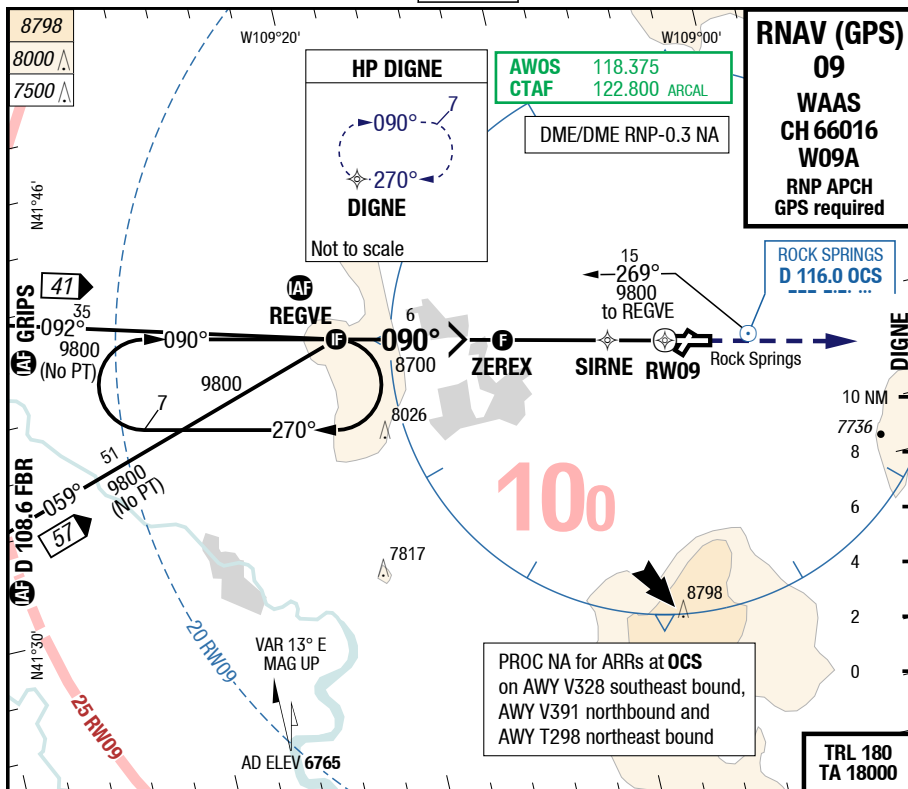 8798
8000
7500
W109°20'
W109°00'
HP DIGNE
090°
7
270°
DIGNE
Not to scale
AWOS 118.375
CTAF 122.800 ARCAL
DME/DME RNP-0.3 NA
RNAV (GPS)
09
WAAS
CH 66016
W09A
RNP APCH
GPS required
N41°46'
ROCK SPRINGS
D 116.0 OCS
15
269°
9800
to REGVE
IAF
REGVE
41
35
092°
9800
(No PT)
IAF GRIPS
090°
IF
6
090°
8700
F
ZEREX
SIRNE
RW09
Rock Springs
DIGNE
9800
7
270°
8026
10 NM
7736
8
6
4
2
0
51
059°
9800
(No PT)
57
IAF D 108.6 FBR
100
7817
8798
N41°30'
20 RW09
25 RW09
VAR 13° E
MAG UP
AD ELEV 6765
PROC NA for ARRs at OCS
on AWY V328 southeast bound,
AWY V391 northbound and
AWY T298 northeast bound
TRL 180
TA 18000